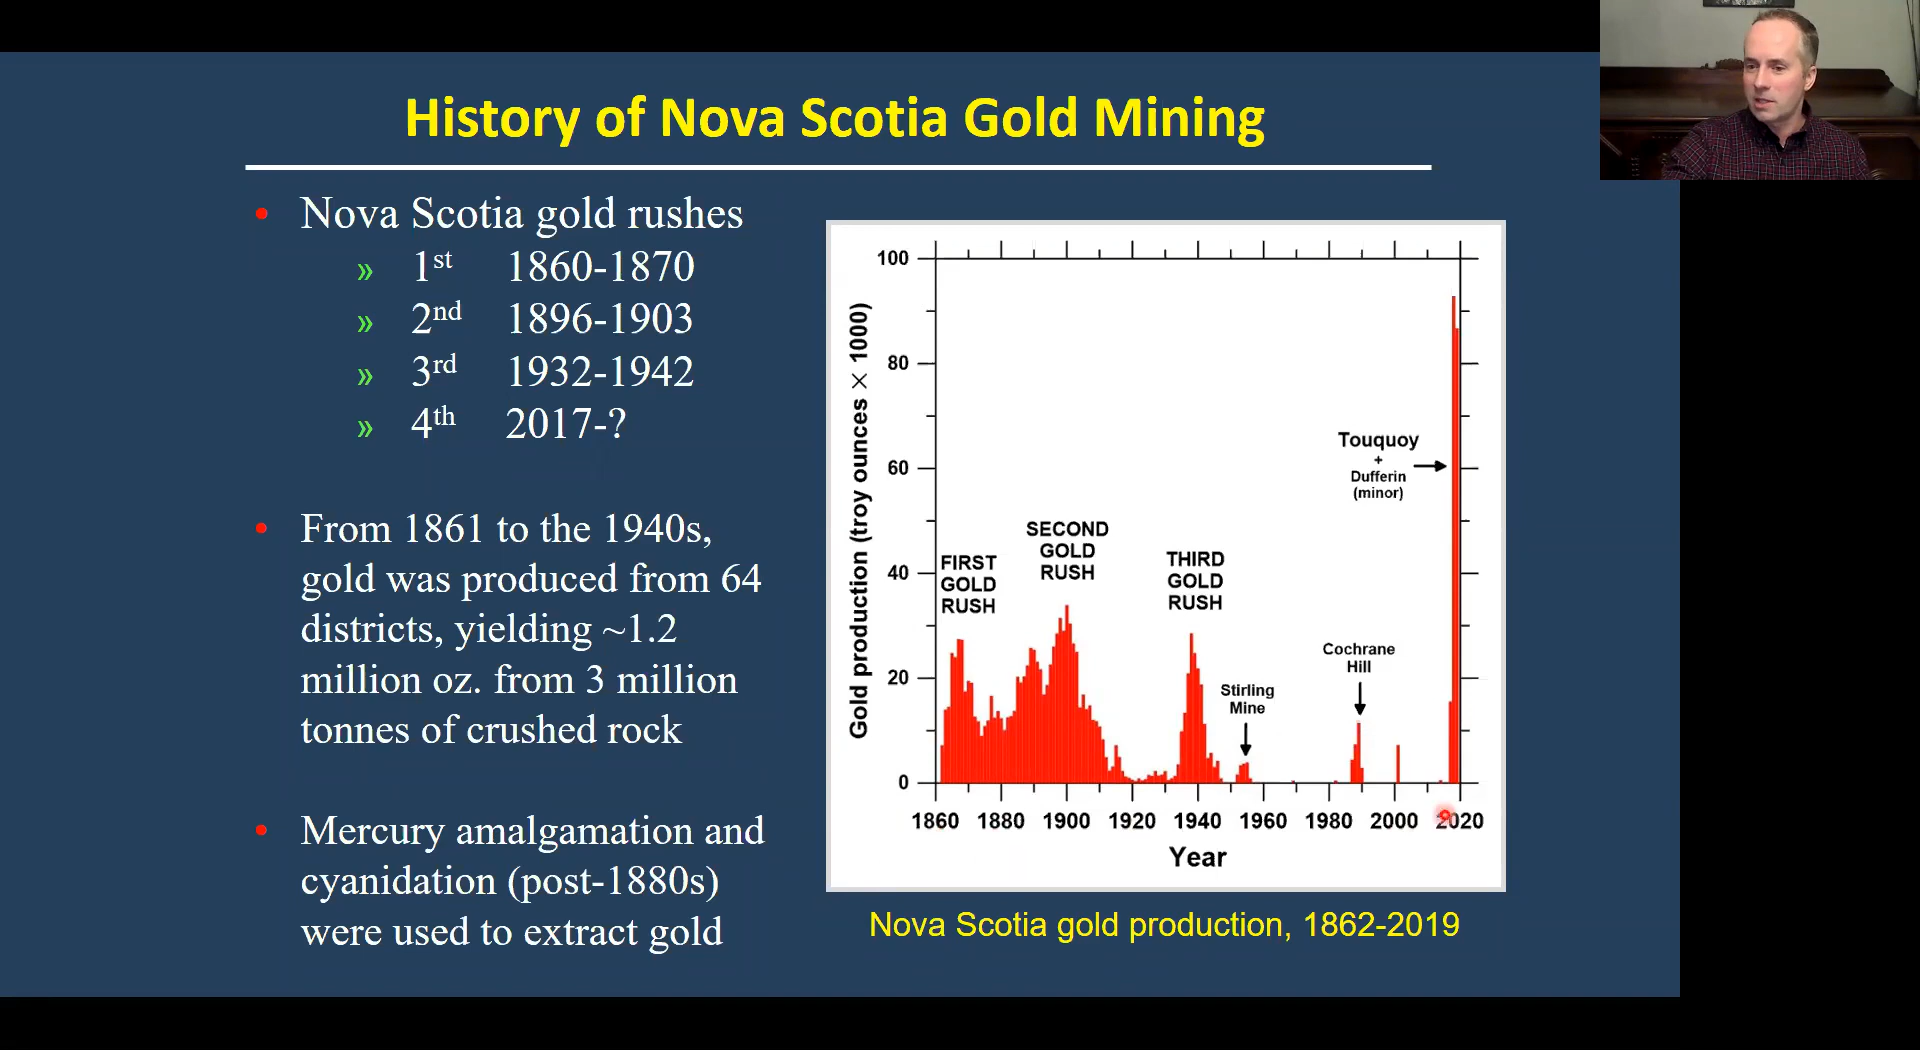 History of Nova Scotia Gold Mining
• Nova Scotia gold rushes
» 1st 1860-1870
» 2nd 1896-1903
» 3rd 1932-1942
» 4th 2017-?
• From 1861 to the 1940s,
gold was produced from 64
districts, yielding ~1.2
million oz. from 3 million
tonnes of crushed rock
• Mercury amalgamation and
cyanidation (post-1880s)
were used to extract gold
Gold production (troy ounces × 1000)
100
80
60
40
20
0
FIRST
GOLD
RUSH
SECOND
GOLD
RUSH
THIRD
GOLD
RUSH
Stirling
Mine
Cochrane
Hill
Touquoy
+
Dufferin
(minor)
1860 1880 1900 1920 1940 1960 1980 2000 2020
Year
Nova Scotia gold production, 1862-2019